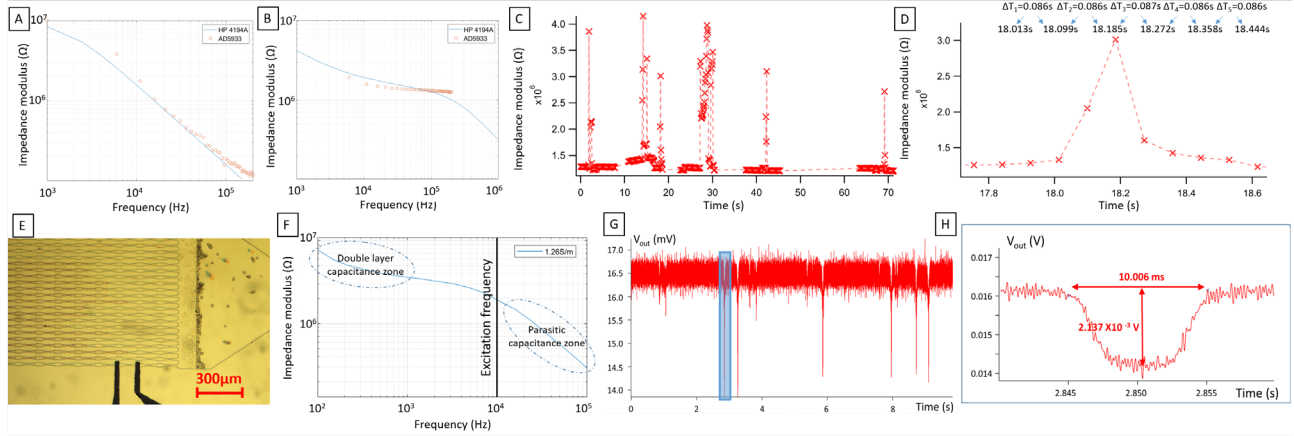 A
Impedance modulus (Ω)
10⁷
10⁶
HP 4194A
AD5933
10³
10⁴
10⁵
Frequency (Hz)
B
Impedance modulus (Ω)
10⁷
10⁶
HP 4194A
AD5933
10³
10⁴
10⁵
10⁶
Frequency (Hz)
C
Impedance modulus (Ω)
x10⁶
4.0
3.5
3.0
2.5
2.0
1.5
0
10
20
30
40
50
60
70
Time (s)
D
ΔT₁=0.086s ΔT₂=0.086s ΔT₃=0.087s ΔT₄=0.086s ΔT₅=0.086s
18.013s 18.099s 18.185s 18.272s 18.358s 18.444s
Impedance modulus (Ω)
x10⁶
3.0
2.5
2.0
1.5
17.8
18.0
18.2
18.4
18.6
Time (s)
E
300µm
F
Impedance modulus (Ω)
10⁷
10⁶
1.26S/m
Double layer
capacitance zone
Excitation frequency
Parasitic
capacitance zone
10²
10³
10⁴
10⁵
Frequency (Hz)
G
Vout (mV)
17.0
16.5
16.0
15.5
15.0
14.5
14.0
0
2
4
6
8
Time (s)
H
Vout (V)
0.017
0.016
0.015
0.014
10.006 ms
2.137 X10⁻³ V
2.845
2.850
2.855
Time (s)